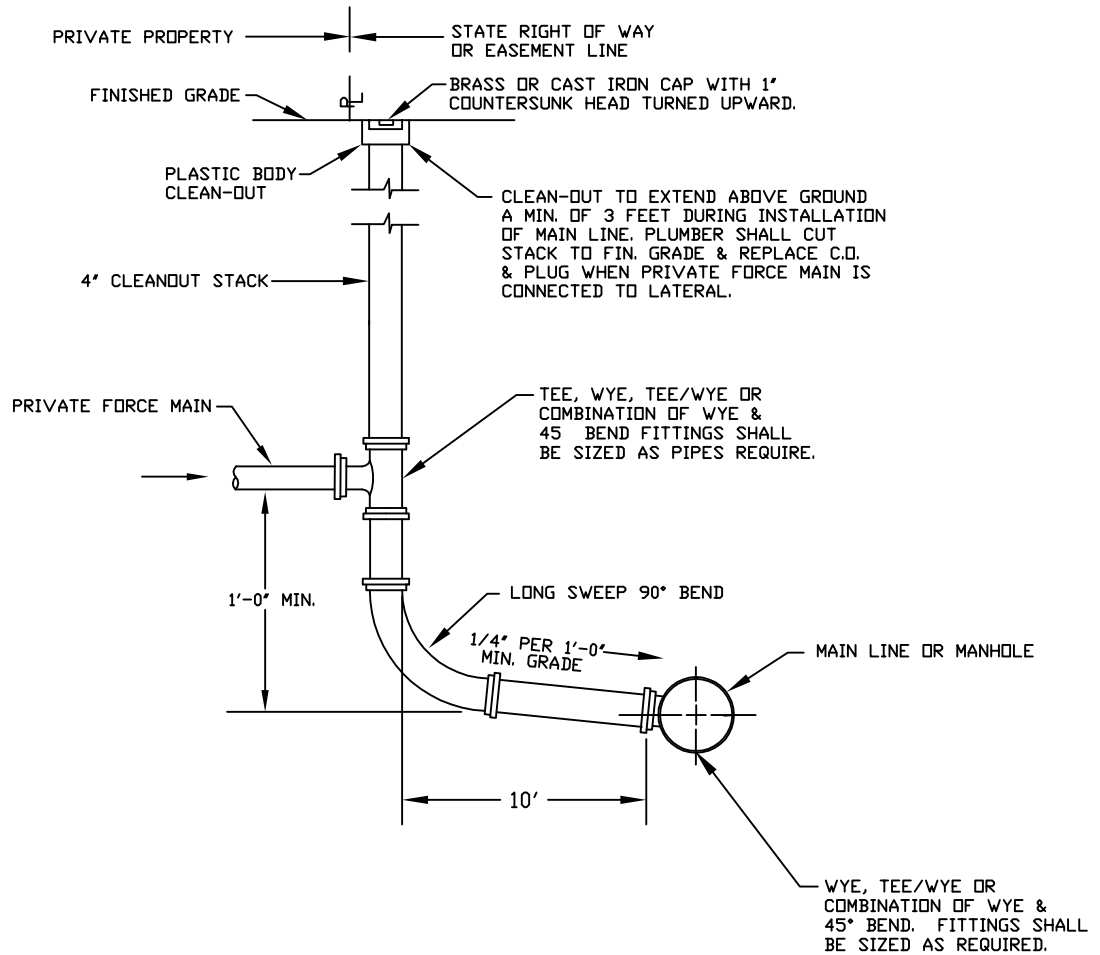 PRIVATE PROPERTY
STATE RIGHT OF WAY
OR EASEMENT LINE
FINISHED GRADE
PL
BRASS OR CAST IRON CAP WITH 1"
COUNTERSUNK HEAD TURNED UPWARD.
PLASTIC BODY
CLEAN-OUT
CLEAN-OUT TO EXTEND ABOVE GROUND
A MIN. OF 3 FEET DURING INSTALLATION
OF MAIN LINE. PLUMBER SHALL CUT
STACK TO FIN. GRADE & REPLACE C.O.
& PLUG WHEN PRIVATE FORCE MAIN IS
CONNECTED TO LATERAL.
4" CLEANOUT STACK
PRIVATE FORCE MAIN
TEE, WYE, TEE/WYE OR
COMBINATION OF WYE &
45 BEND FITTINGS SHALL
BE SIZED AS PIPES REQUIRE.
1'-0" MIN.
LONG SWEEP 90° BEND
1/4" PER 1'-0"
MIN. GRADE
MAIN LINE OR MANHOLE
10'
WYE, TEE/WYE OR
COMBINATION OF WYE &
45° BEND. FITTINGS SHALL
BE SIZED AS REQUIRED.